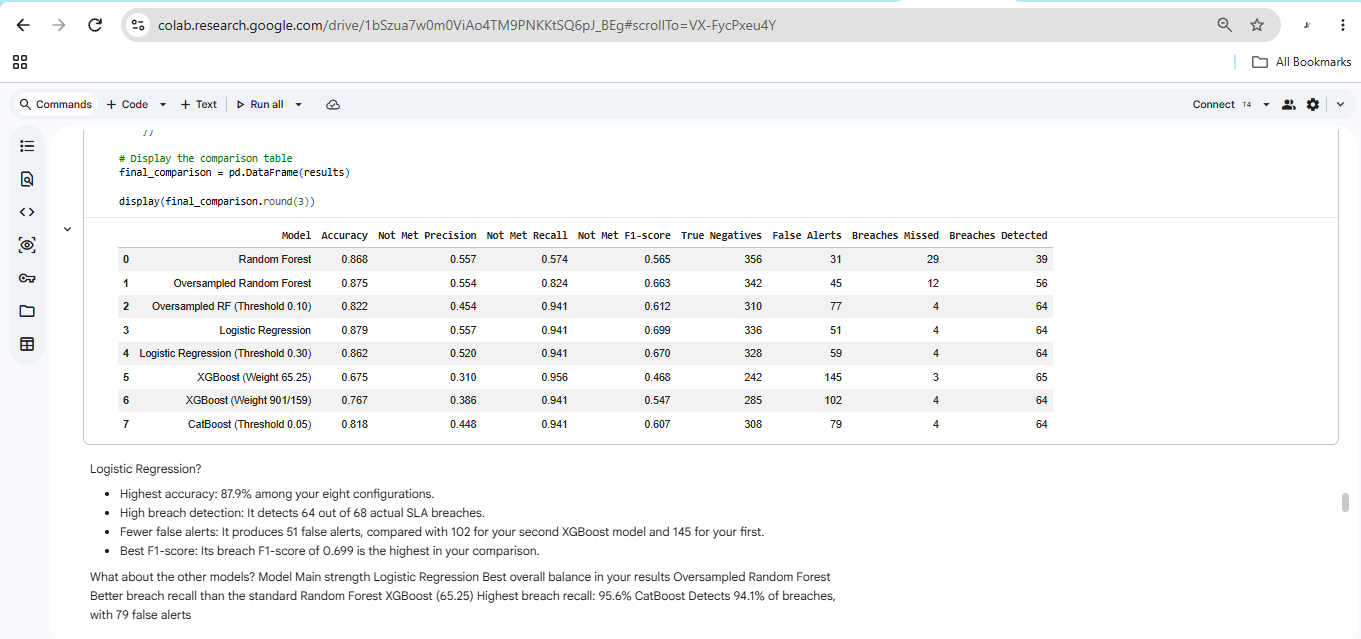 colab.research.google.com/drive/1bSzua7w0m0ViAo4TM9PNKKtSQ6pJ_BEg#scrollTo=VX-FycPxeu4Y
All Bookmarks
Commands + Code + Text Run all Connect T4
})
# Display the comparison table
final_comparison = pd.DataFrame(results)
display(final_comparison.round(3))
Model Accuracy Not Met Precision Not Met Recall Not Met F1-score True Negatives False Alerts Breaches Missed Breaches Detected
0 Random Forest 0.868 0.557 0.574 0.565 356 31 29 39
1 Oversampled Random Forest 0.875 0.554 0.824 0.663 342 45 12 56
2 Oversampled RF (Threshold 0.10) 0.822 0.454 0.941 0.612 310 77 4 64
3 Logistic Regression 0.879 0.557 0.941 0.699 336 51 4 64
4 Logistic Regression (Threshold 0.30) 0.862 0.520 0.941 0.670 328 59 4 64
5 XGBoost (Weight 65.25) 0.675 0.310 0.956 0.468 242 145 3 65
6 XGBoost (Weight 901/159) 0.767 0.386 0.941 0.547 285 102 4 64
7 CatBoost (Threshold 0.05) 0.818 0.448 0.941 0.607 308 79 4 64
Logistic Regression?
• Highest accuracy: 87.9% among your eight configurations.
• High breach detection: It detects 64 out of 68 actual SLA breaches.
• Fewer false alerts: It produces 51 false alerts, compared with 102 for your second XGBoost model and 145 for your first.
• Best F1-score: Its breach F1-score of 0.699 is the highest in your comparison.
What about the other models? Model Main strength Logistic Regression Best overall balance in your results Oversampled Random Forest
Better breach recall than the standard Random Forest XGBoost (65.25) Highest breach recall: 95.6% CatBoost Detects 94.1% of breaches,
with 79 false alerts